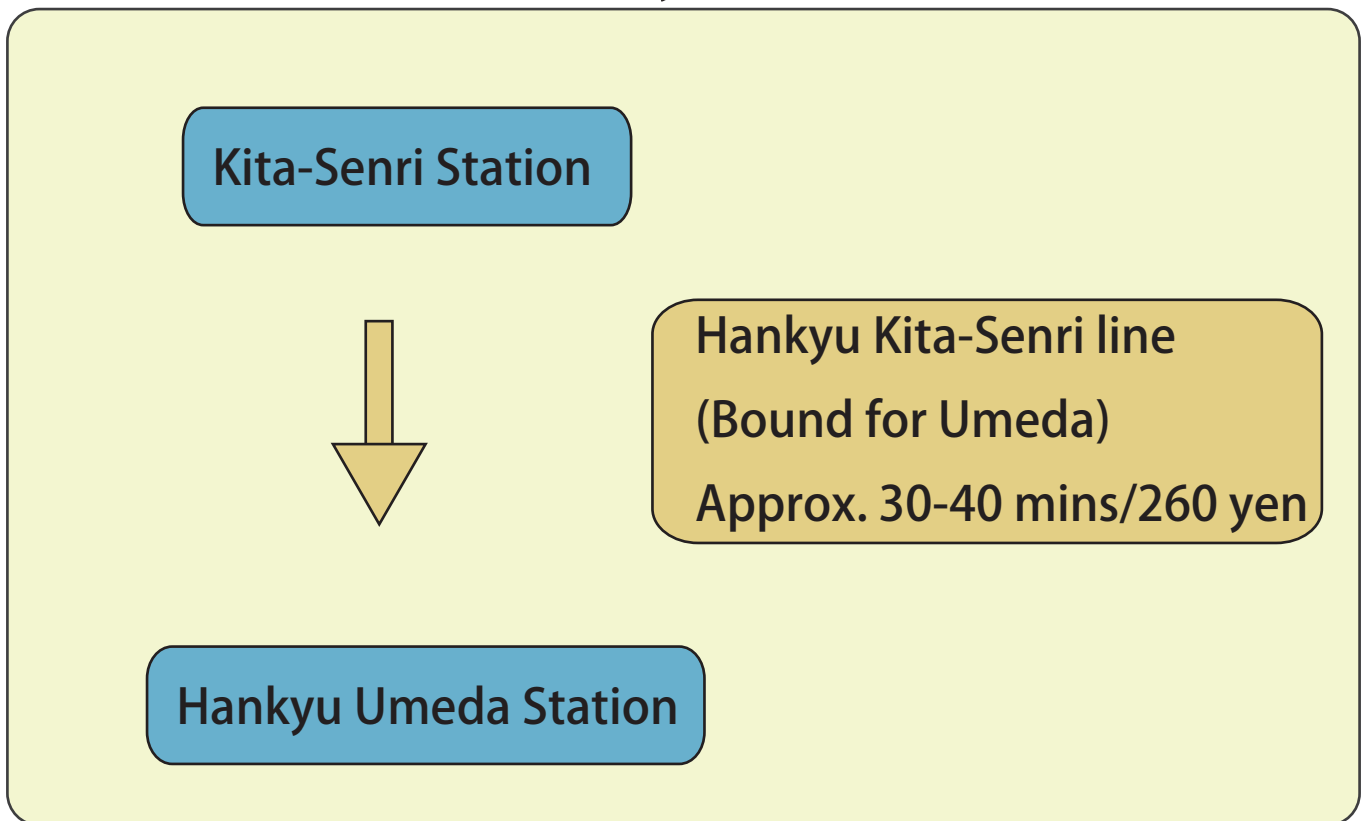 Kita-Senri Station
Hankyu Kita-Senri line
(Bound for Umeda)
Approx. 30-40 mins/260 yen
Hankyu Umeda Station